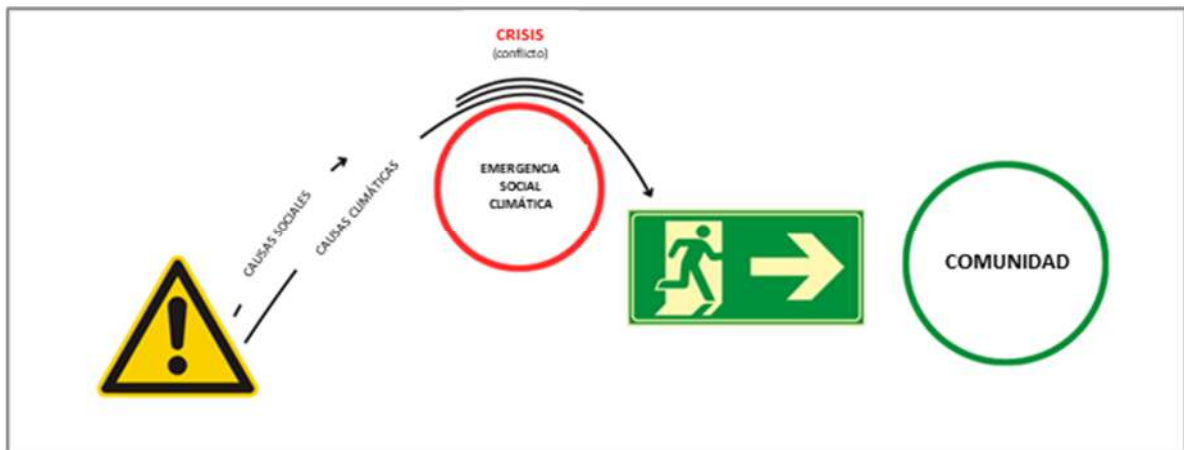 CRISIS
(conflicto)
CAUSAS SOCIALES
CAUSAS CLIMÁTICAS
EMERGENCIA
SOCIAL
CLIMÁTICA
COMUNIDAD